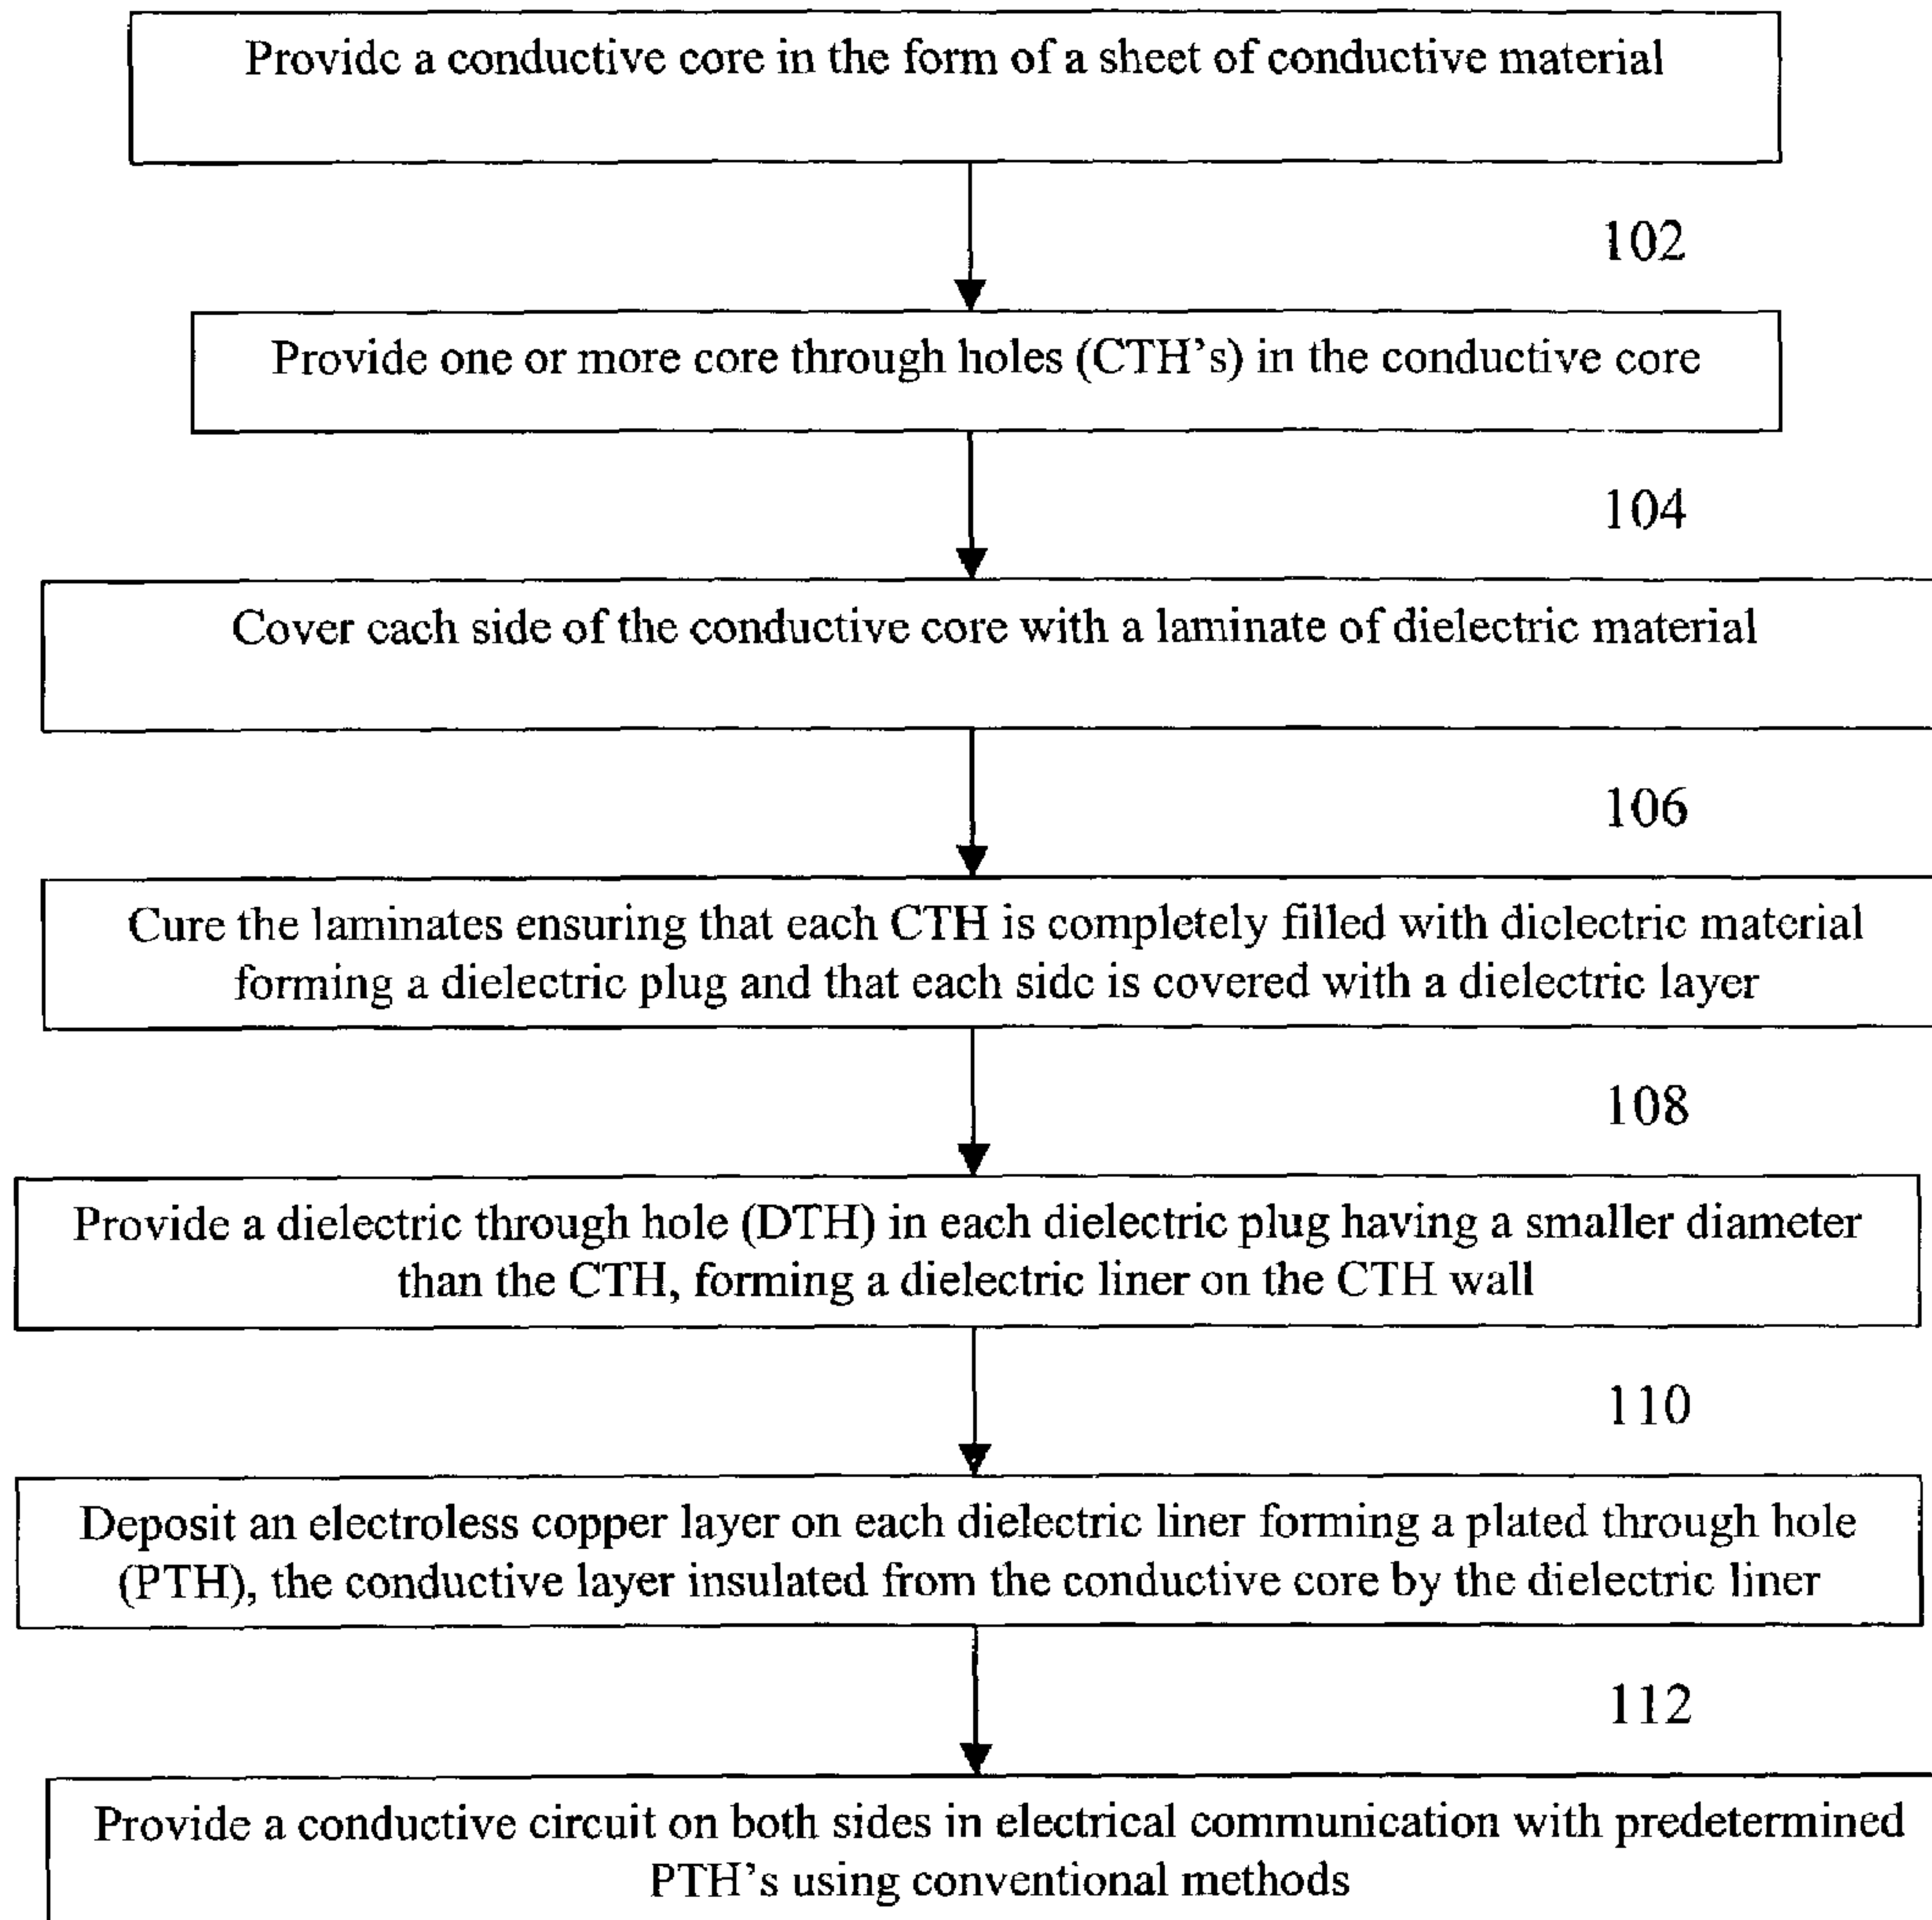 Provide a conductive core in the form of a sheet of conductive material
102
Provide one or more core through holes (CTH's) in the conductive core
104
Cover each side of the conductive core with a laminate of dielectric material
106
Cure the laminates ensuring that each CTH is completely filled with dielectric material
forming a dielectric plug and that each side is covered with a dielectric layer
108
Provide a dielectric through hole (DTH) in each dielectric plug having a smaller diameter
than the CTH, forming a dielectric liner on the CTH wall
110
Deposit an electroless copper layer on each dielectric liner forming a plated through hole
(PTH), the conductive layer insulated from the conductive core by the dielectric liner
112
Provide a conductive circuit on both sides in electrical communication with predetermined
PTH's using conventional methods